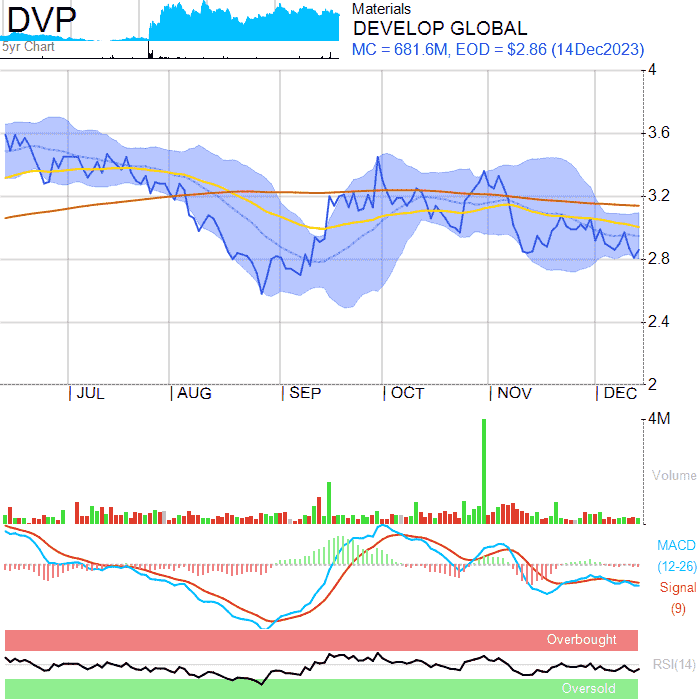 DVP
5yr Chart
Materials
DEVELOP GLOBAL
MC = 681.6M, EOD = $2.86 (14Dec2023)
4
3.6
3.2
2.8
2.4
2
JUL AUG SEP OCT NOV DEC
4M
Volume
MACD
(12-26)
Signal
(9)
Overbought
RSI(14)
Oversold